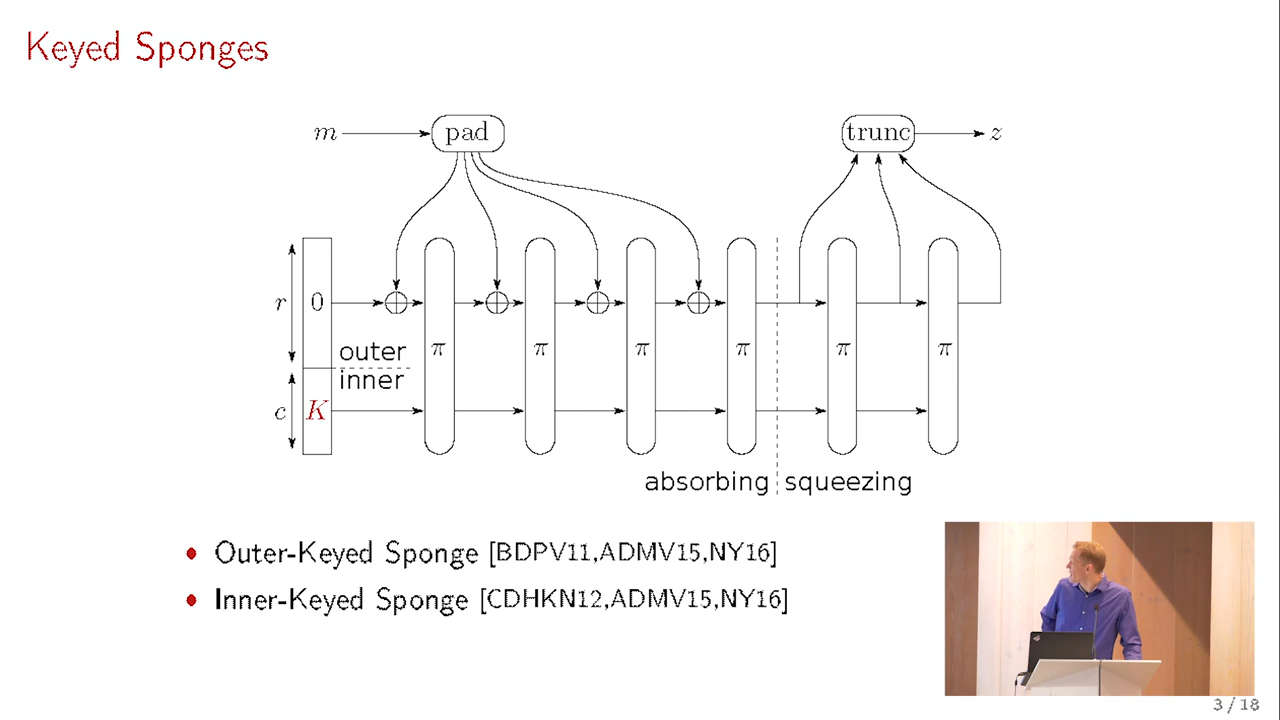 Keyed Sponges
m pad trunc z
r 0
outer
π π π π π π
inner
c K
absorbing squeezing
• Outer-Keyed Sponge [BDPV11,ADMV15,NY16]
• Inner-Keyed Sponge [CDHKN12,ADMV15,NY16]
3 / 18